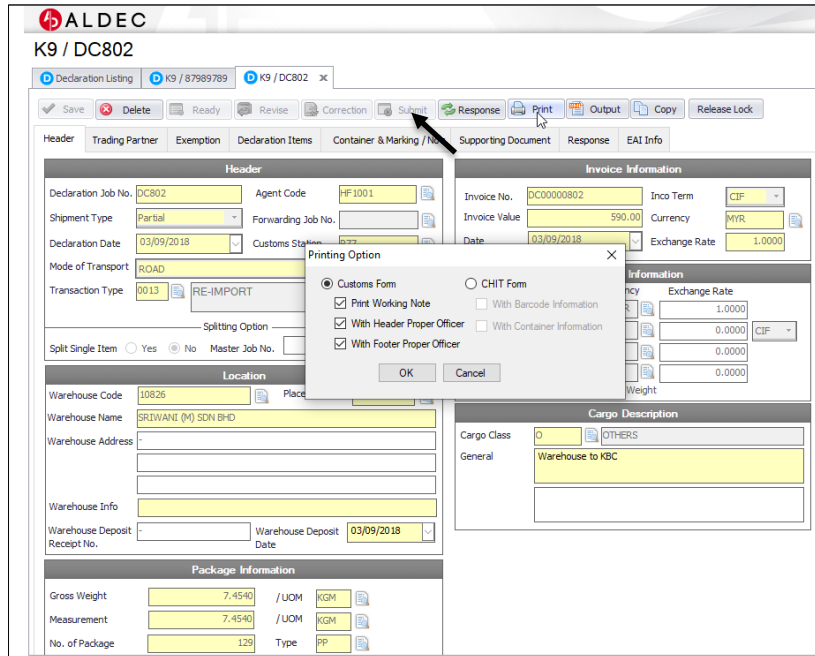 ALDEC
K9 / DC802
Declaration Listing K9 / 87989789 K9 / DC802 ×
Save Delete Ready Revise Correction Submit Response Print Output Copy Release Lock
Header Trading Partner Exemption Declaration Items Container & Marking / Supporting Document Response EAI Info
Header
Declaration Job No. DC802 Agent Code HF1001
Shipment Type Partial Forwarding Job No.
Declaration Date 03/09/2018 Customs Station
Mode of Transport ROAD
Transaction Type 0013 RE-IMPORT
Splitting Option
Split Single Item Yes No Master Job No.
Invoice Information
Invoice No. DC00000802 Inco Term CIF
Invoice Value 590.00 Currency MYR
Date 03/09/2018 Exchange Rate 1.0000
Printing Option
Customs Form CHIT Form
Print Working Note With Barcode Information
With Header Proper Officer With Container Information
With Footer Proper Officer
OK Cancel
Information
Exchange Rate
1.0000
0.0000 CIF
0.0000
0.0000
Weight
Location
Warehouse Code 10826 Place
Warehouse Name SRIWANI (M) SDN BHD
Warehouse Address -
Warehouse Info
Warehouse Deposit Receipt No. - Warehouse Deposit Date 03/09/2018
Cargo Description
Cargo Class O OTHERS
General Warehouse to KBC
Package Information
Gross Weight 7.4540 / UOM KGM
Measurement 7.4540 / UOM KGM
No. of Package 129 Type PP